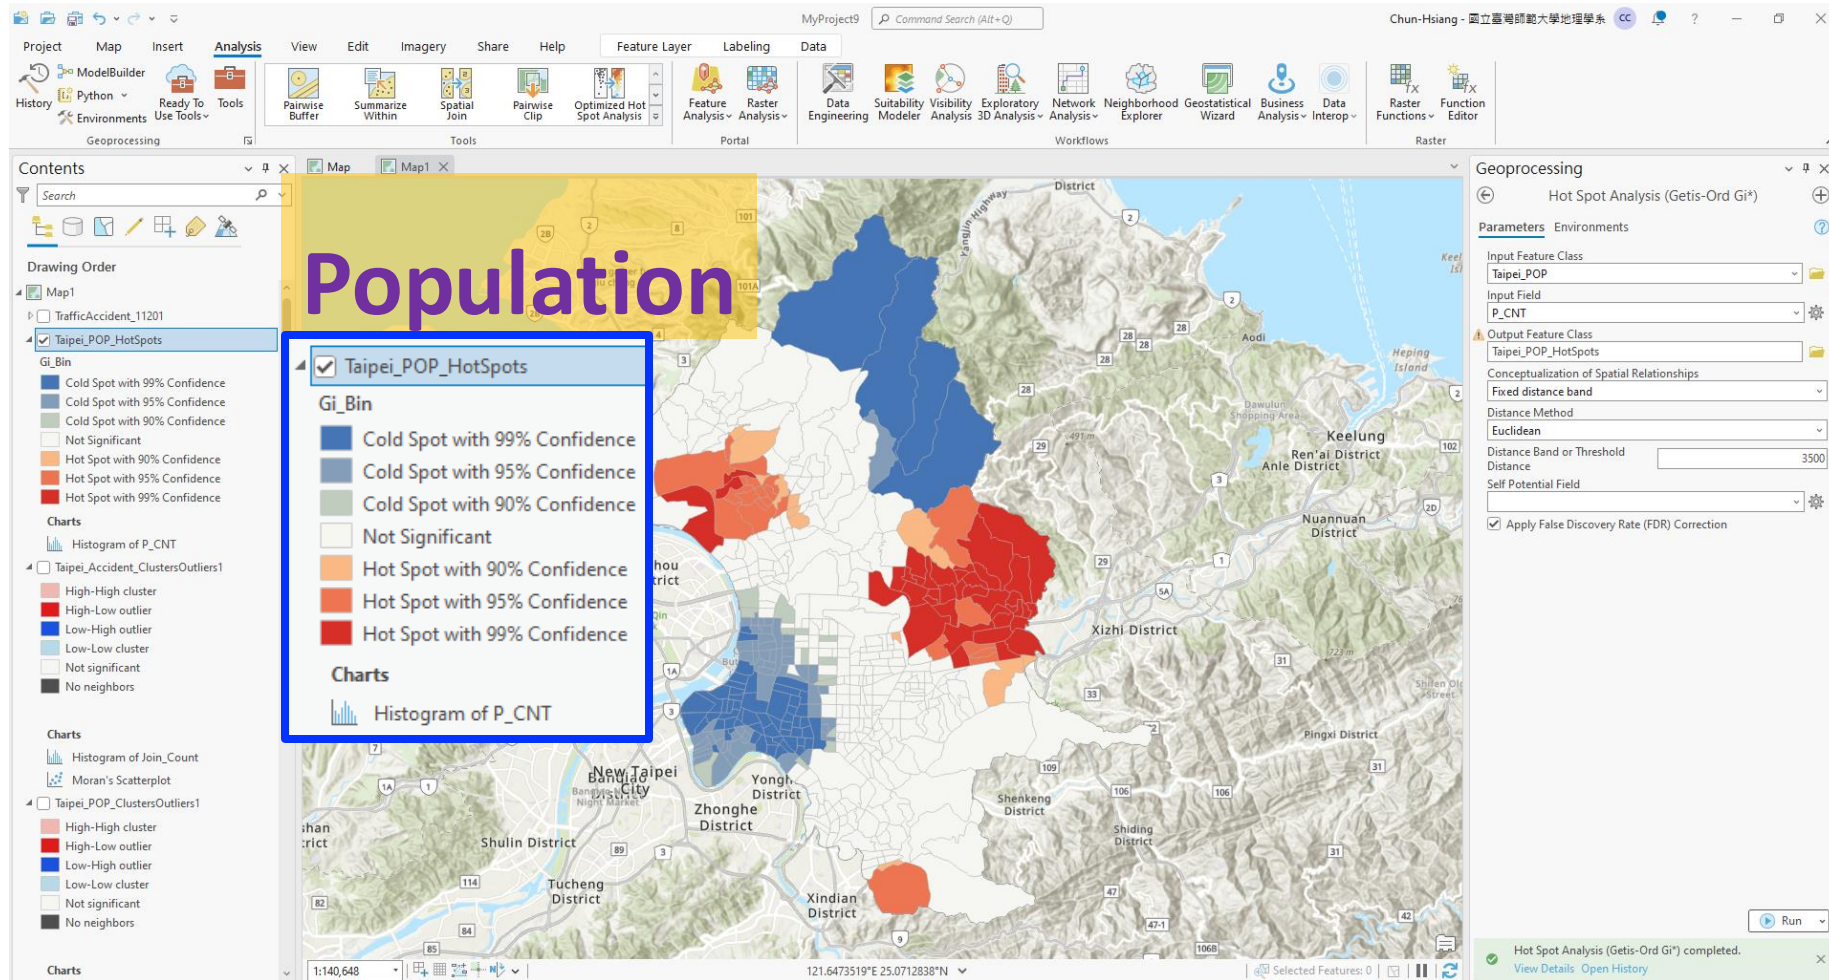 MyProject9
Command Search (Alt+Q)
Chun-Hsiang - 國立臺灣師範大學地理學系
CC
?
Project Map Insert Analysis View Edit Imagery Share Help Feature Layer Labeling Data
History
ModelBuilder
Python
Environments
Ready To Use Tools
Tools
Geoprocessing
Pairwise Buffer
Summarize Within
Spatial Join
Pairwise Clip
Optimized Hot Spot Analysis
Tools
Feature Analysis
Raster Analysis
Portal
Data Engineering
Suitability Modeler
Visibility Analysis
Exploratory 3D Analysis
Network Analysis
Neighborhood Explorer
Geostatistical Wizard
Business Analysis
Data Interop
Workflows
Raster Functions
Function Editor
Raster
Contents
Search
Drawing Order
Map1
TrafficAccident_11201
Taipei_POP_HotSpots
Gi_Bin
Cold Spot with 99% Confidence
Cold Spot with 95% Confidence
Cold Spot with 90% Confidence
Not Significant
Hot Spot with 90% Confidence
Hot Spot with 95% Confidence
Hot Spot with 99% Confidence
Charts
Histogram of P_CNT
Taipei_Accident_ClustersOutliers1
High-High cluster
High-Low outlier
Low-High outlier
Low-Low cluster
Not significant
No neighbors
Charts
Histogram of Join_Count
Moran's Scatterplot
Taipei_POP_ClustersOutliers1
High-High cluster
High-Low outlier
Low-High outlier
Low-Low cluster
Not significant
No neighbors
Charts
Map
Map1
Population
Taipei_POP_HotSpots
Gi_Bin
Cold Spot with 99% Confidence
Cold Spot with 95% Confidence
Cold Spot with 90% Confidence
Not Significant
Hot Spot with 90% Confidence
Hot Spot with 95% Confidence
Hot Spot with 99% Confidence
Charts
Histogram of P_CNT
District
Yangjin Highway
Aodi
Heping Island
Dawulun Shopping Area
Keelung
Ren'ai District
Anle District
Nuannuan District
Xizhi District
Pingxi District
Shenkeng District
Shiding District
New Taipei City
Yongh
District
Zhonghe District
Shulin District
Tucheng District
Xindian District
491 m
723 m
1:140,648
121.6473519°E 25.0712838°N
Selected Features: 0
Geoprocessing
Hot Spot Analysis (Getis-Ord Gi*)
Parameters Environments
Input Feature Class
Taipei_POP
Input Field
P_CNT
Output Feature Class
Taipei_POP_HotSpots
Conceptualization of Spatial Relationships
Fixed distance band
Distance Method
Euclidean
Distance Band or Threshold Distance
3500
Self Potential Field
Apply False Discovery Rate (FDR) Correction
Run
Hot Spot Analysis (Getis-Ord Gi*) completed.
View Details Open History